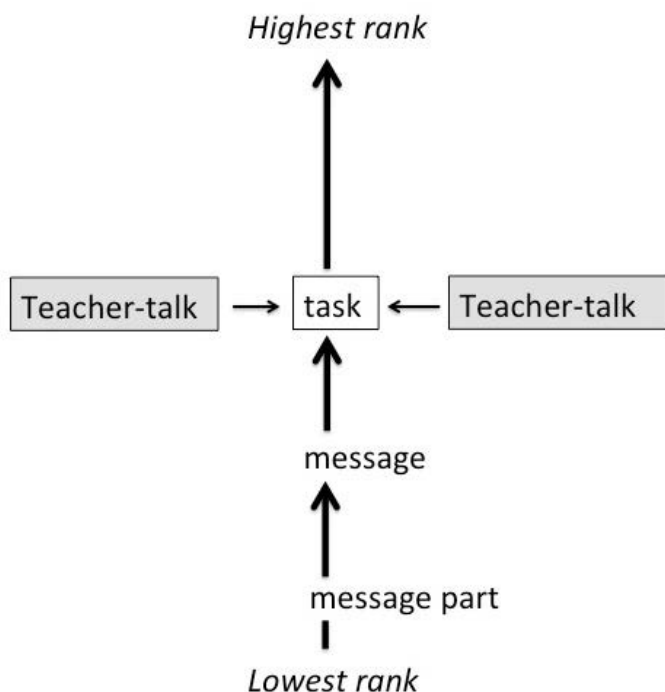 Highest rank
Teacher-talk
task
Teacher-talk
message
message part
Lowest rank